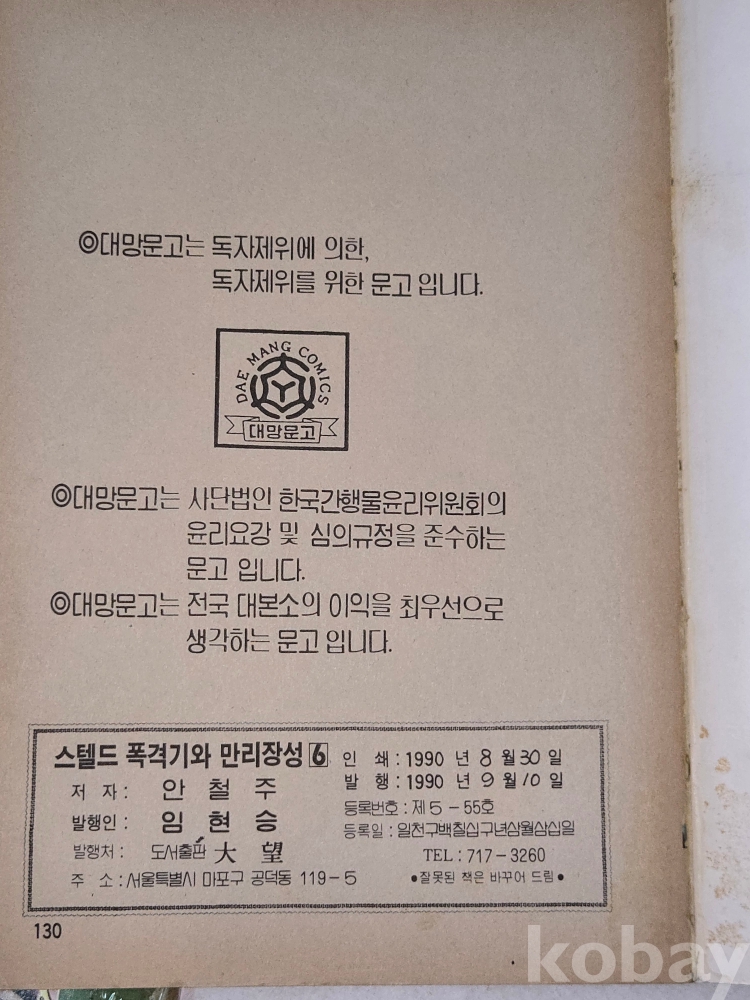 ◎대망문고는 독자제위에 의한,
독자제위를 위한 문고 입니다.
DAE MANG COMICS
대망문고
◎대망문고는 사단법인 한국간행물윤리위원회의
윤리요강 및 심의규정을 준수하는
문고 입니다.
◎대망문고는 전국 대본소의 이익을 최우선으로
생각하는 문고 입니다.
스텔드 폭격기와 만리장성 6
저 자 : 안 철 주
발행인 : 임 현 승
발행처 : 도서출판 大 望
주 소 : 서울특별시 마포구 공덕동 119-5
인 쇄 : 1990 년 8 월 30 일
발 행 : 1990 년 9 월 10 일
등록번호 : 제 5 - 55호
등록일 : 일천구백칠십구년삼월삼십일
TEL : 717-3260
●잘못된 책은 바꾸어 드림●
130
kobay